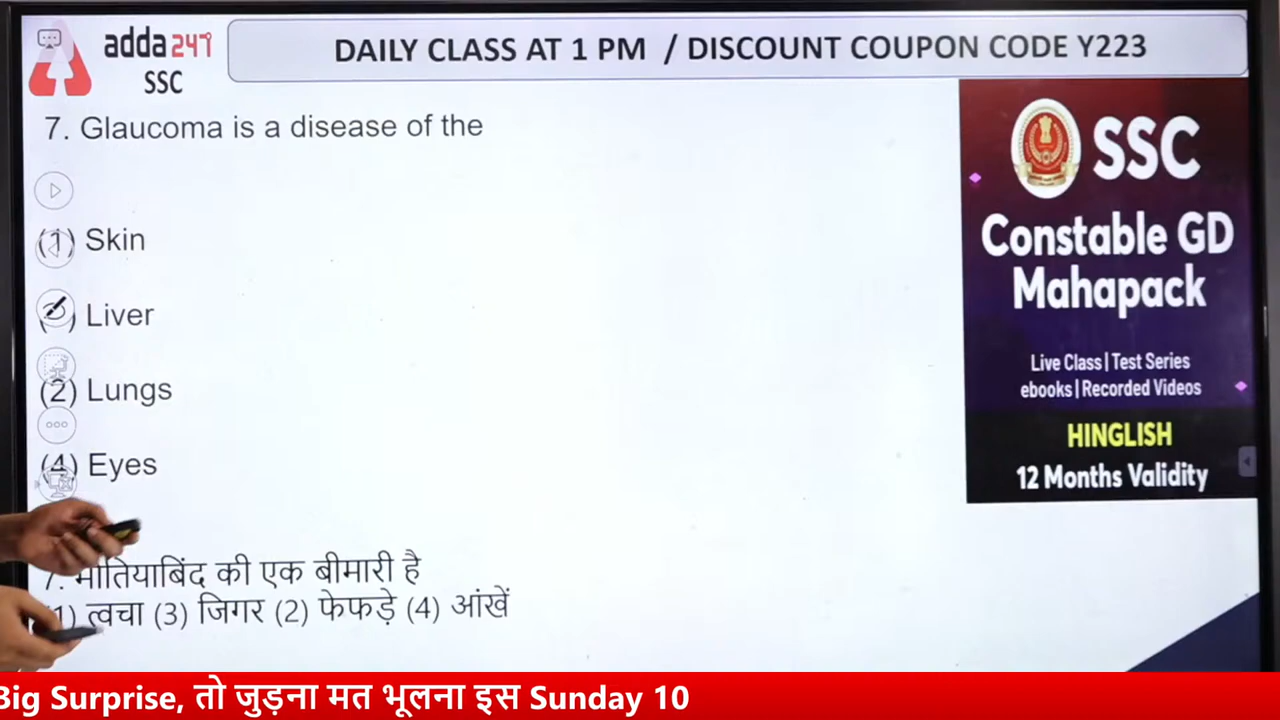 adda 247
SSC
DAILY CLASS AT 1 PM / DISCOUNT COUPON CODE Y223
7. Glaucoma is a disease of the
(1) Skin
Liver
(2) Lungs
(4) Eyes
7. मोतियाबिंद की एक बीमारी है
(1) त्वचा (3) जिगर (2) फेफड़े (4) आंखें
SSC
Constable GD
Mahapack
Live Class | Test Series
ebooks | Recorded Videos
HINGLISH
12 Months Validity
Big Surprise, तो जुड़ना मत भूलना इस Sunday 10